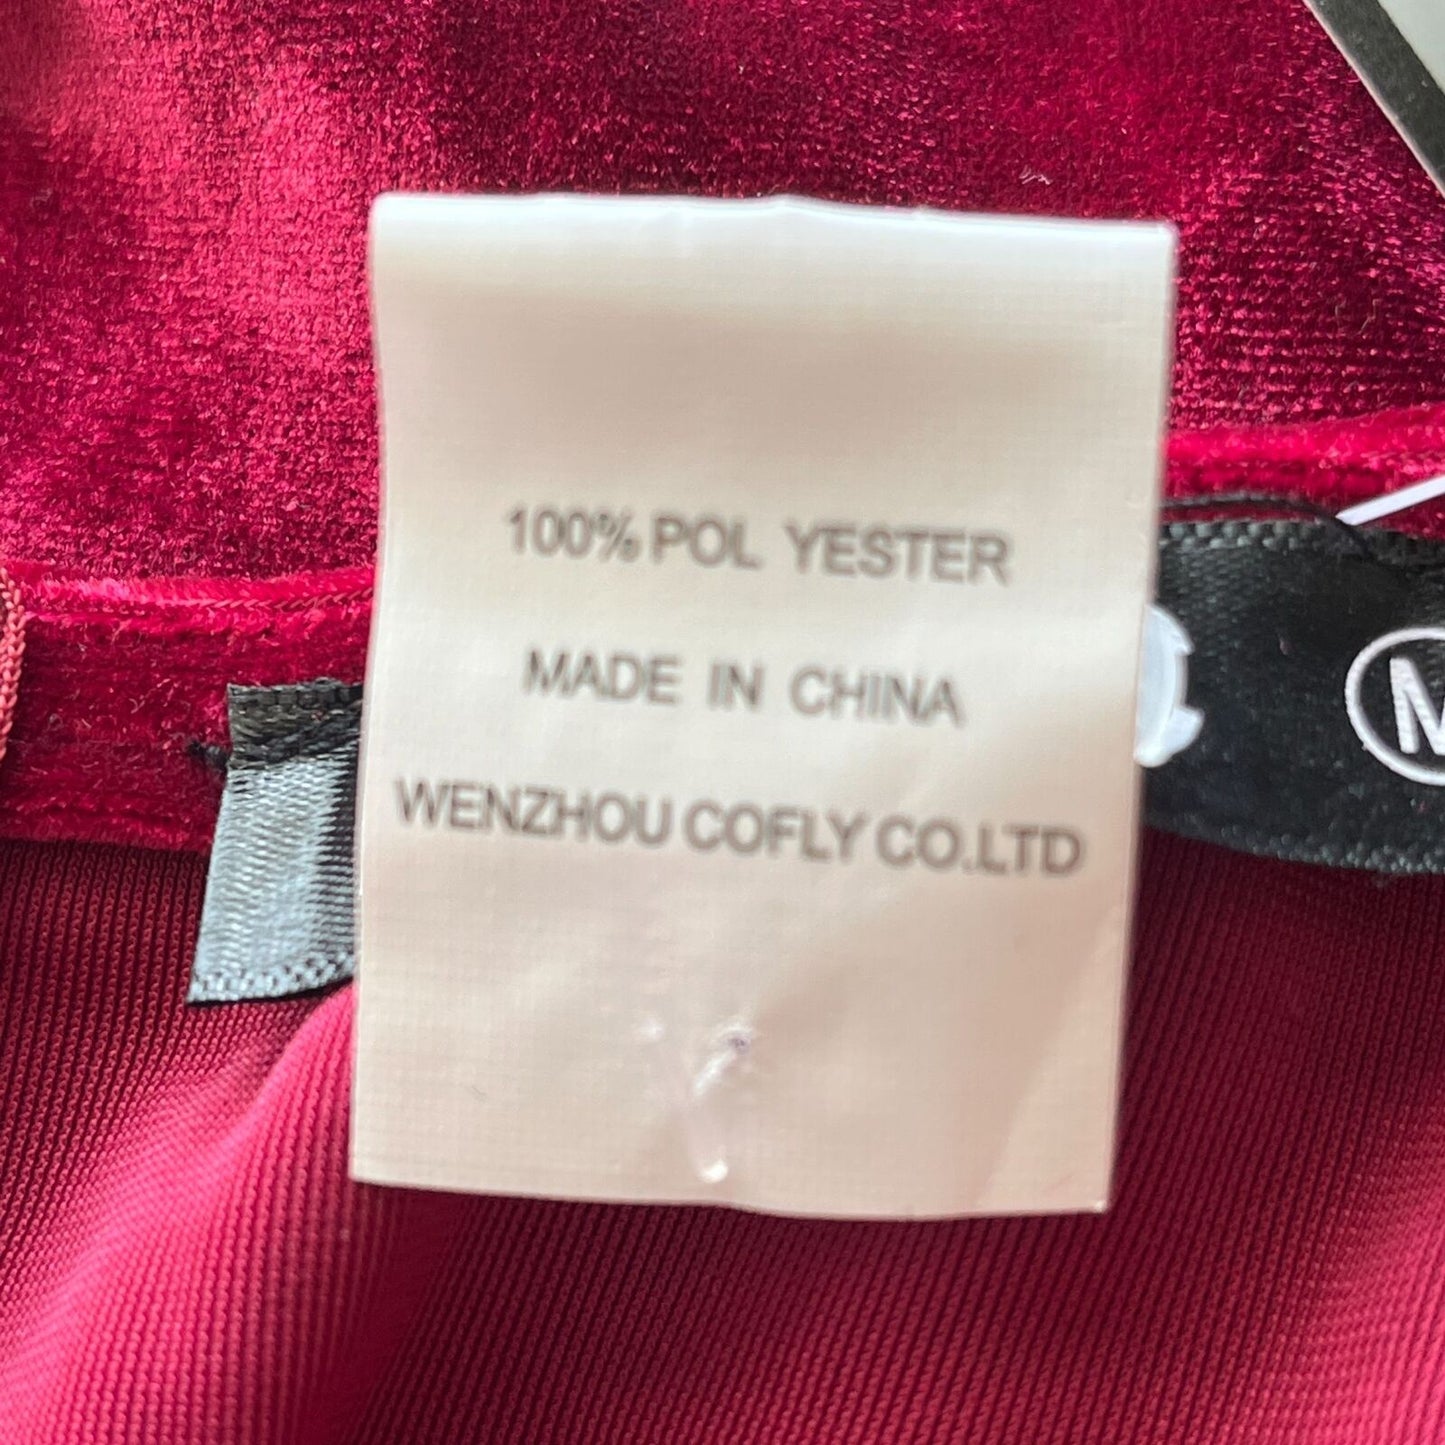 100% POL YESTER
MADE IN CHINA
WENZHOU COFLY CO.LTD
M